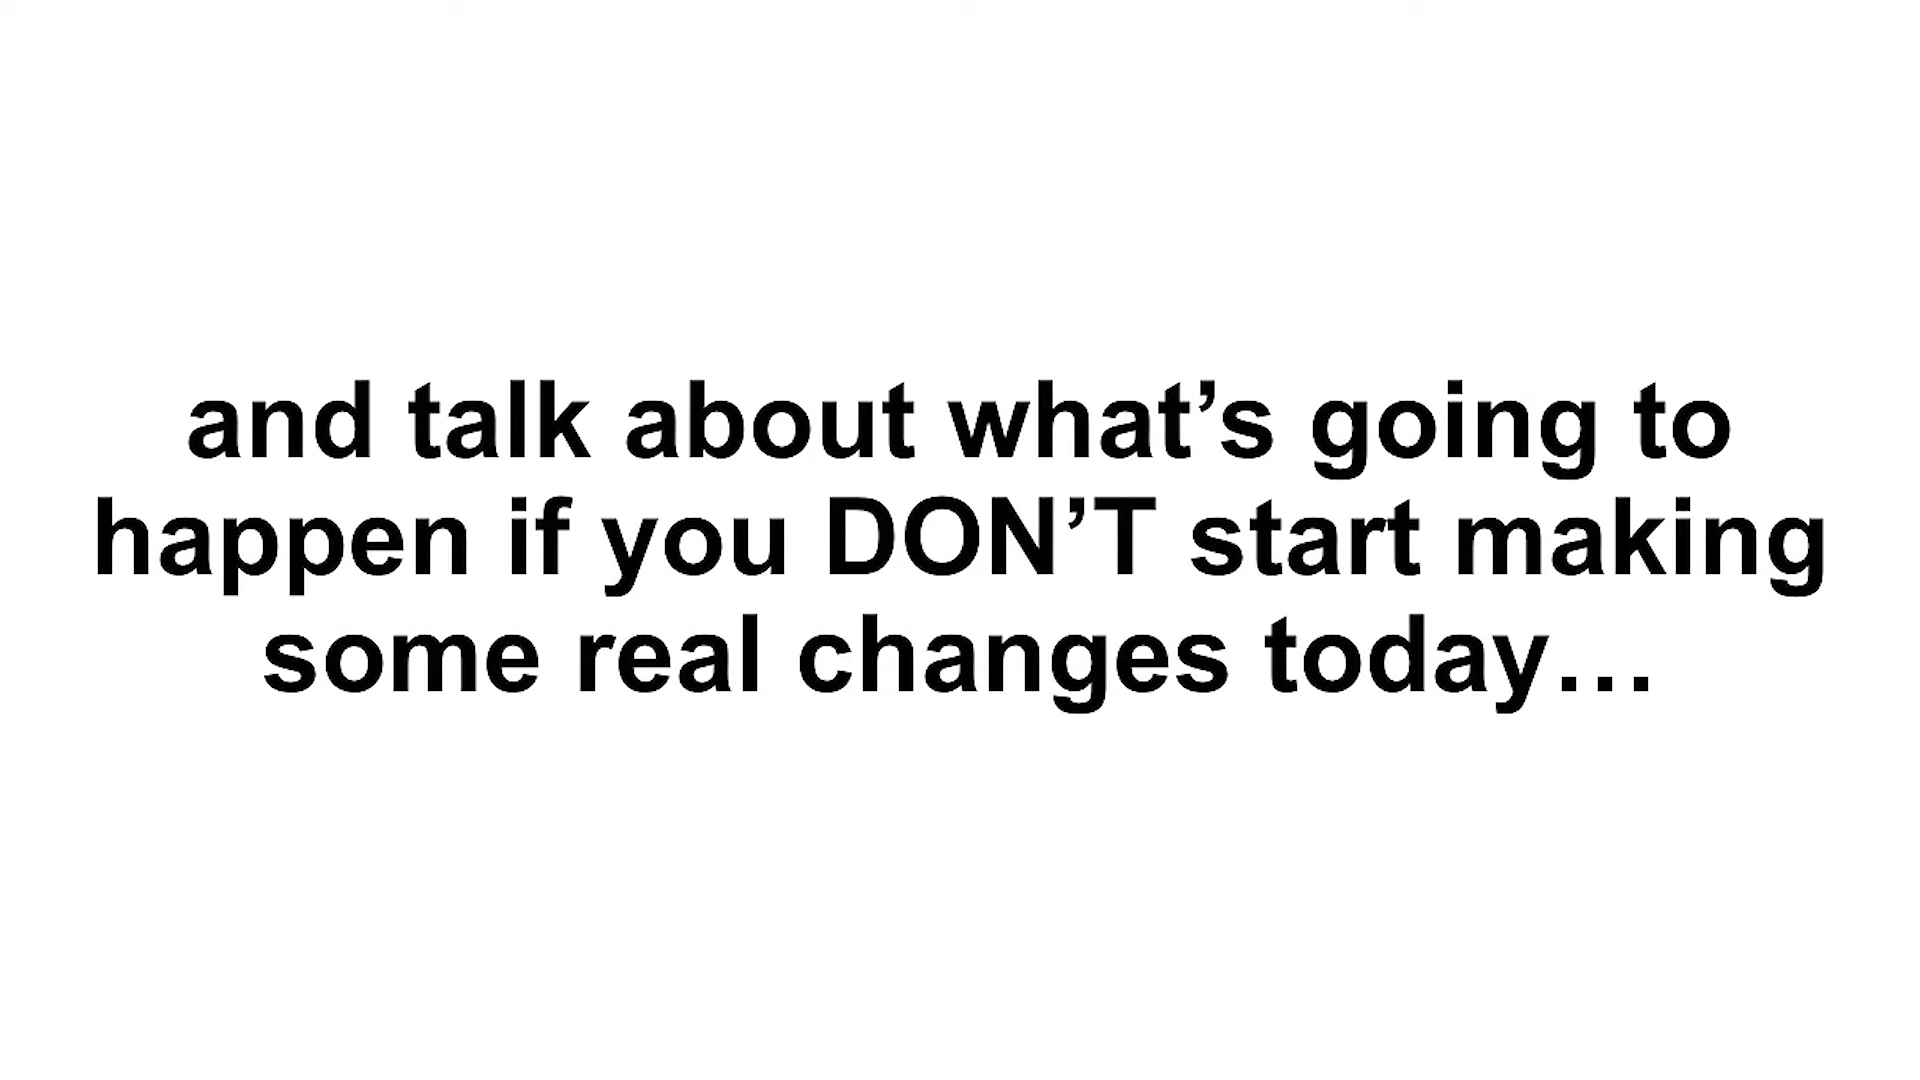 and talk about what’s going to
happen if you DON’T start making
some real changes today…